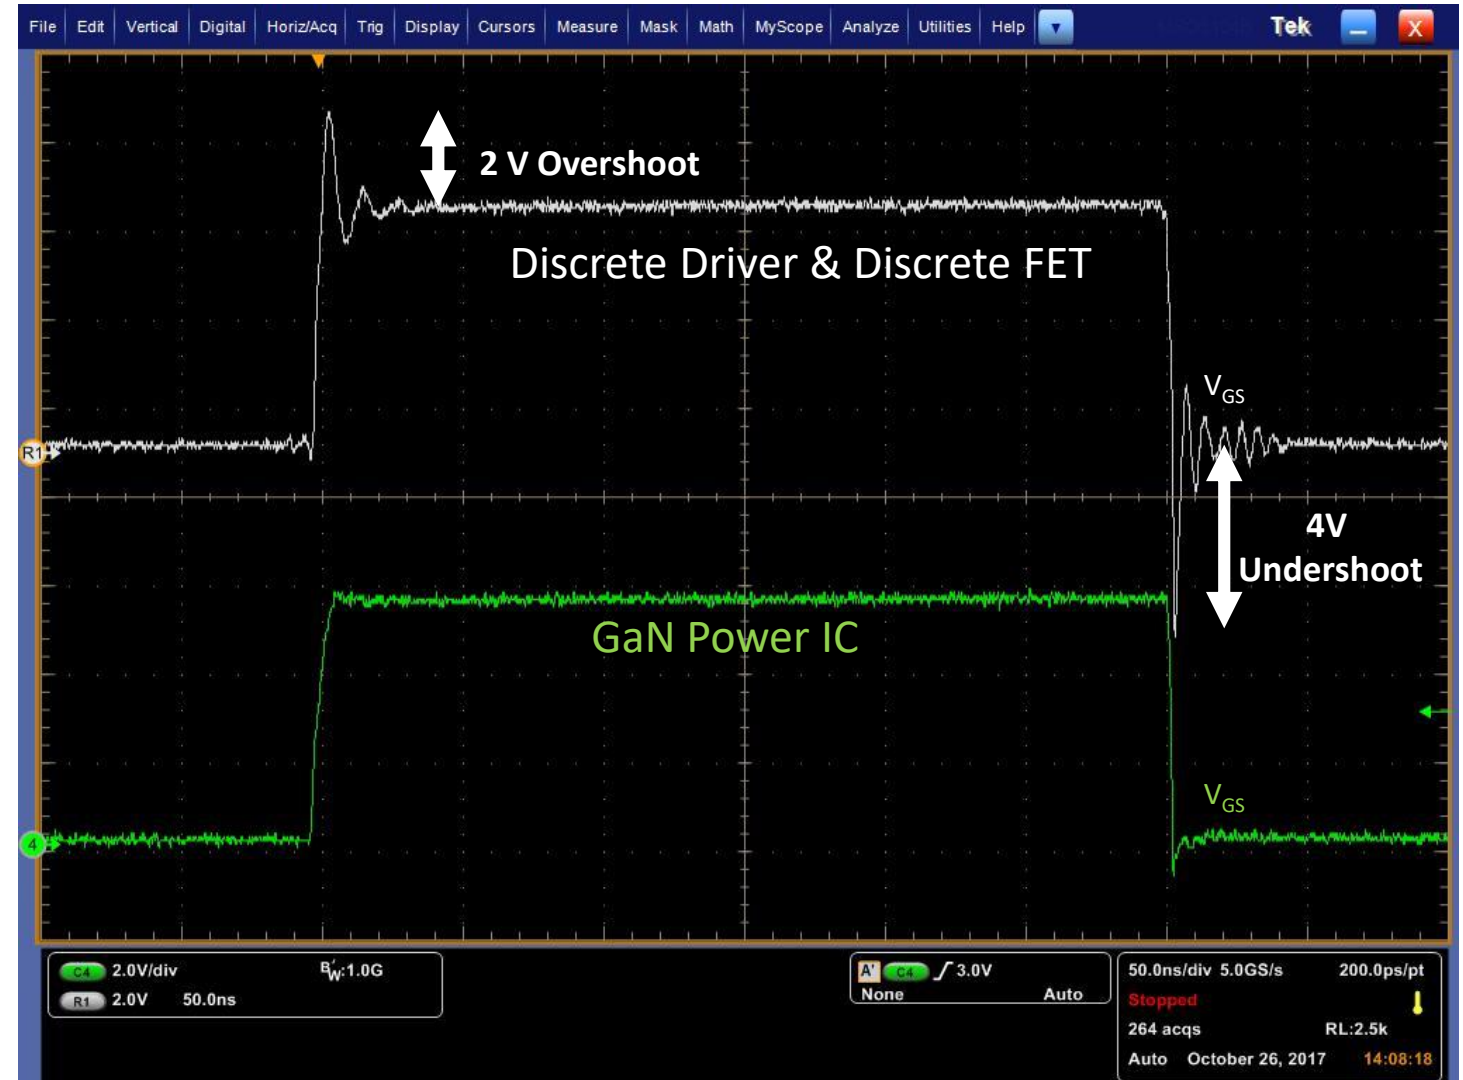 File Edit Vertical Digital Horiz/Acq Trig Display Cursors Measure Mask Math MyScope Analyze Utilities Help Tek X
2 V Overshoot
Discrete Driver & Discrete FET
VGS
R1
4V
Undershoot
GaN Power IC
VGS
4
C4 2.0V/div BW:1.0G
R1 2.0V 50.0ns
A' C4 3.0V
None Auto
50.0ns/div 5.0GS/s 200.0ps/pt
Stopped
264 acqs RL:2.5k
Auto October 26, 2017 14:08:18